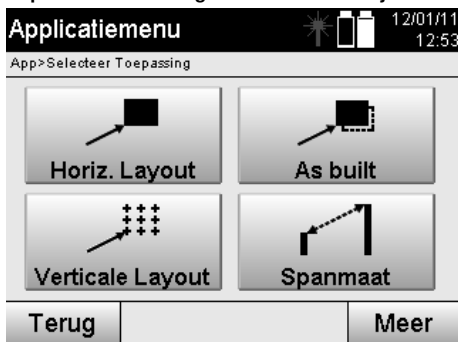 Applicatiemenu
12/01/11
12:53
App>Selecteer Toepassing
Horiz. Layout
As built
Verticale Layout
Spanmaat
Terug
Meer